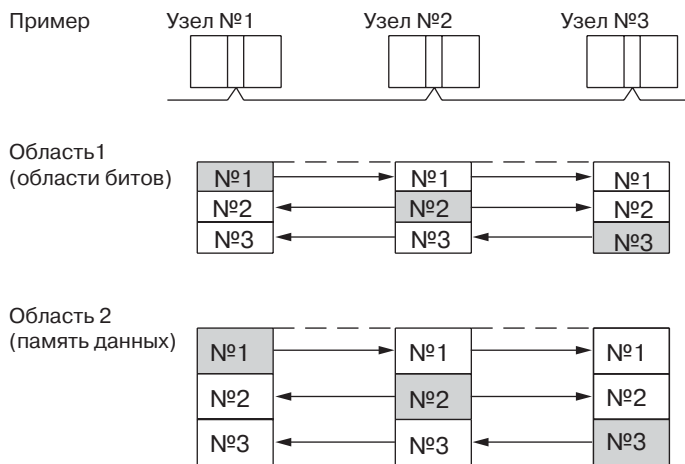 Пример Узел №1 Узел №2 Узел №3
Область1
(области битов)
№1 №1 №1
№2 №2 №2
№3 №3 №3
Область 2
(память данных)
№1 №1 №1
№2 №2 №2
№3 №3 №3